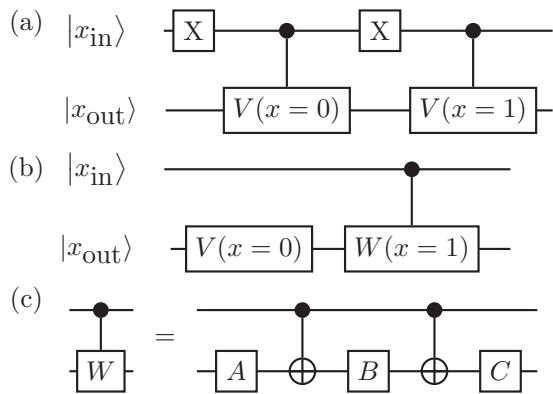 (a) |x_in⟩ X X
|x_out⟩ V(x = 0) V(x = 1)
(b) |x_in⟩
|x_out⟩ V(x = 0) W(x = 1)
(c)
=
W A B C